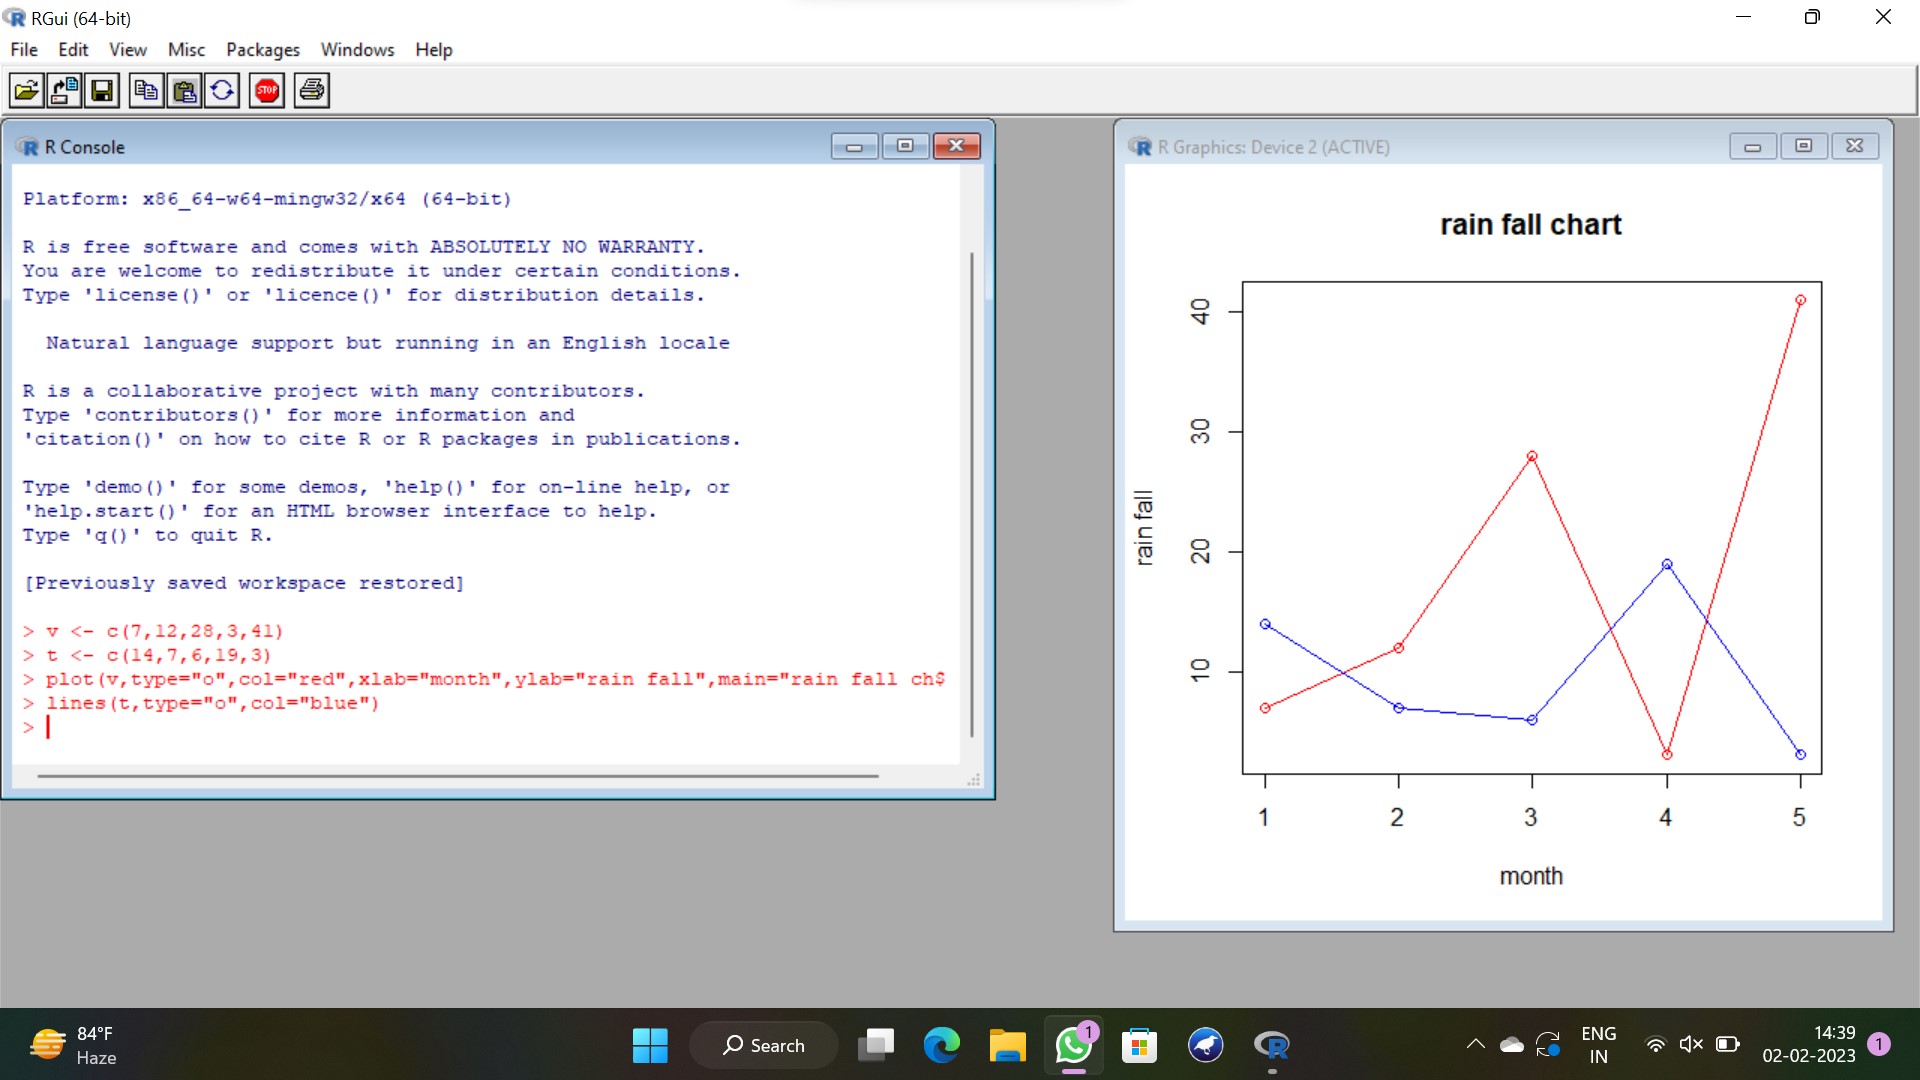 RGui (64-bit)
File Edit View Misc Packages Windows Help
STOP
R Console
Platform: x86_64-w64-mingw32/x64 (64-bit)
R is free software and comes with ABSOLUTELY NO WARRANTY.
You are welcome to redistribute it under certain conditions.
Type 'license()' or 'licence()' for distribution details.
Natural language support but running in an English locale
R is a collaborative project with many contributors.
Type 'contributors()' for more information and
'citation()' on how to cite R or R packages in publications.
Type 'demo()' for some demos, 'help()' for on-line help, or
'help.start()' for an HTML browser interface to help.
Type 'q()' to quit R.
[Previously saved workspace restored]
> v <- c(7,12,28,3,41)
> t <- c(14,7,6,19,3)
> plot(v,type="o",col="red",xlab="month",ylab="rain fall",main="rain fall ch$
> lines(t,type="o",col="blue")
>
R Graphics: Device 2 (ACTIVE)
rain fall chart
rain fall
40
30
20
10
1 2 3 4 5
month
84°F
Haze
Search
1
ENG
IN
14:39
02-02-2023
1